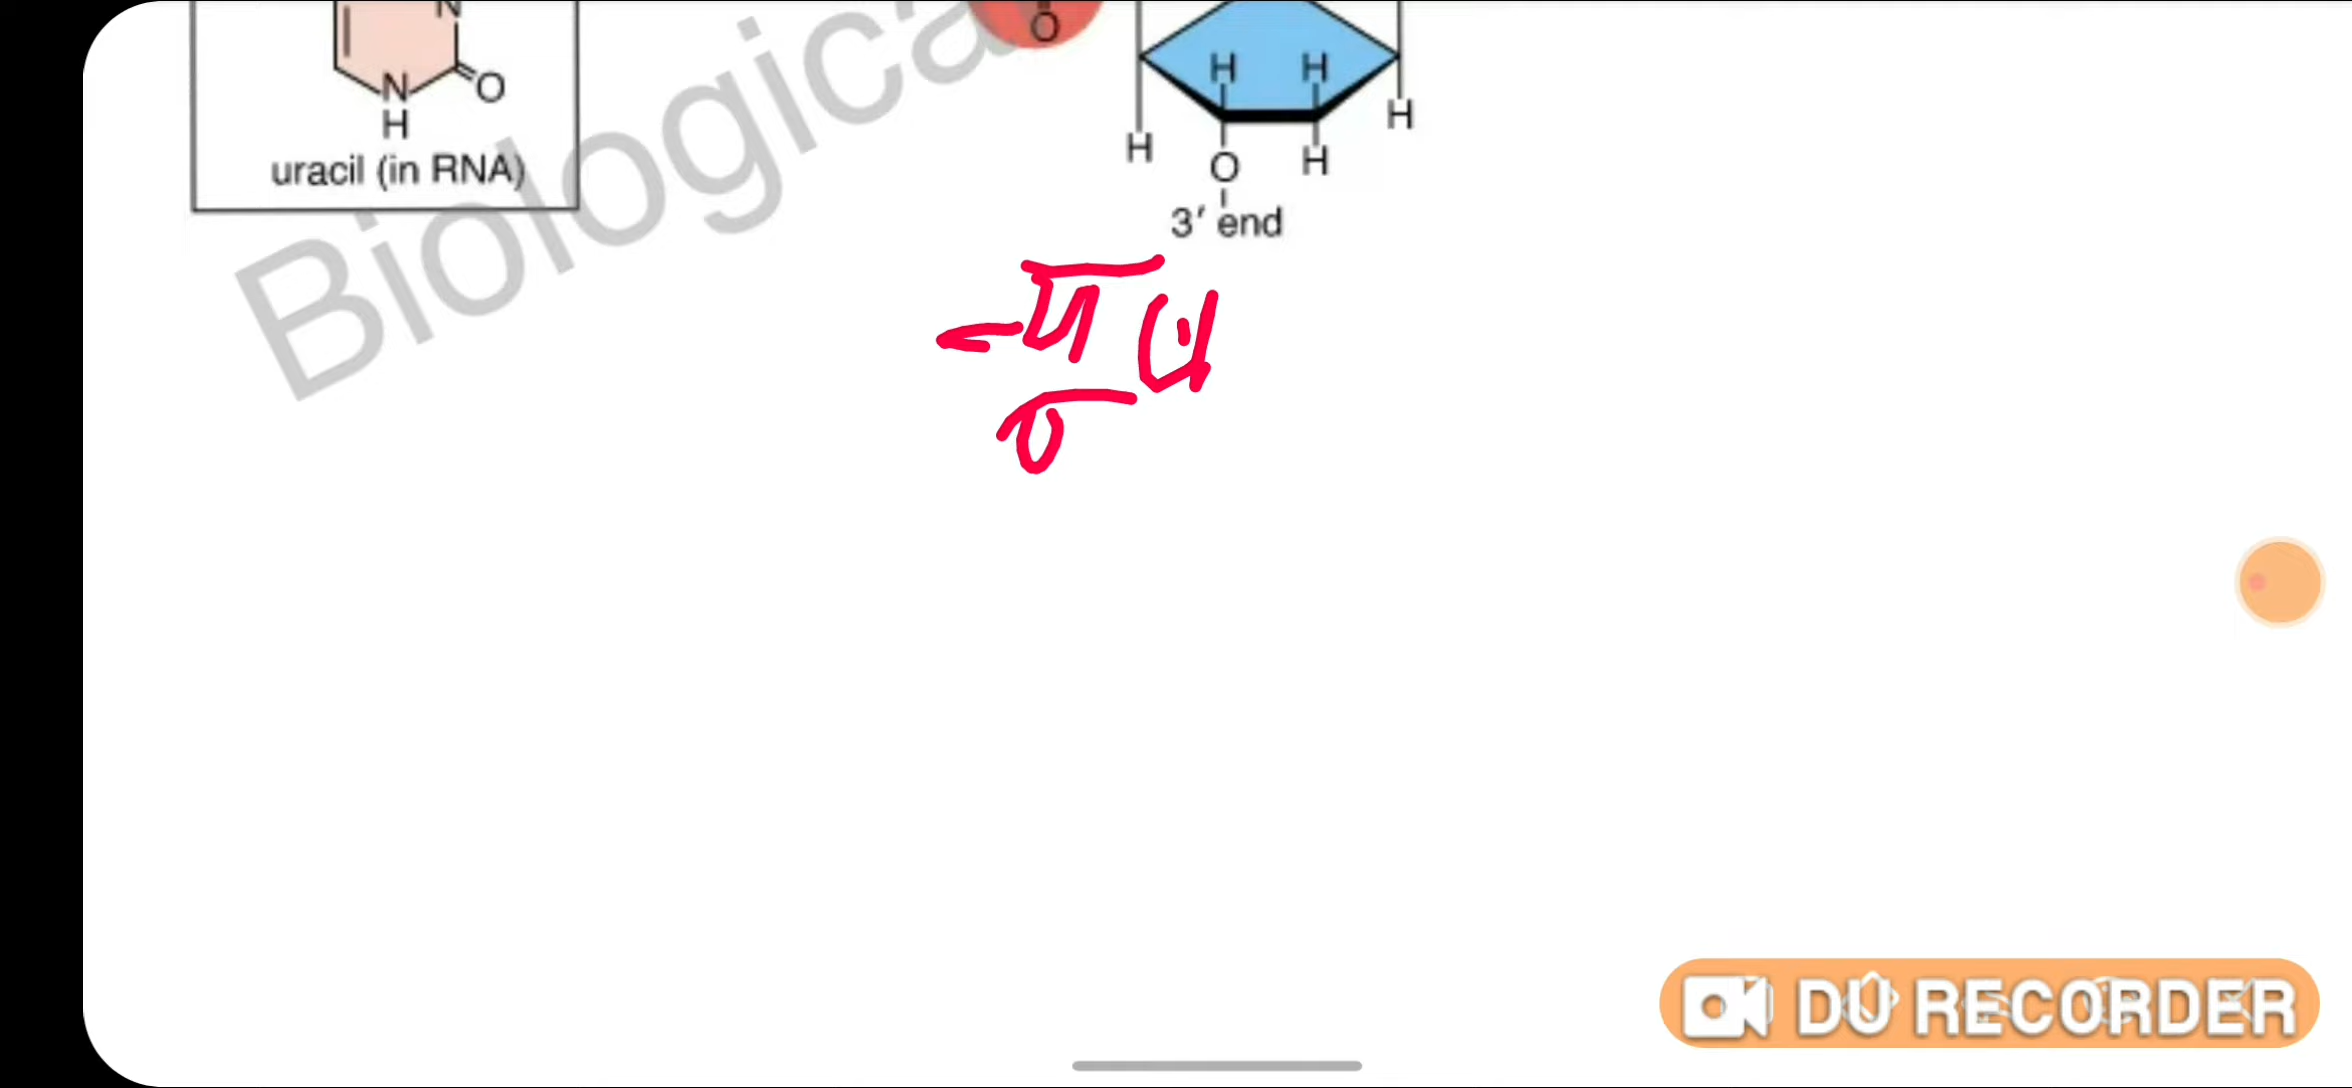 N
N
O
H
uracil (in RNA)
Biologica
O
H H
H
H
O
H
3′ end
DU RECORDER